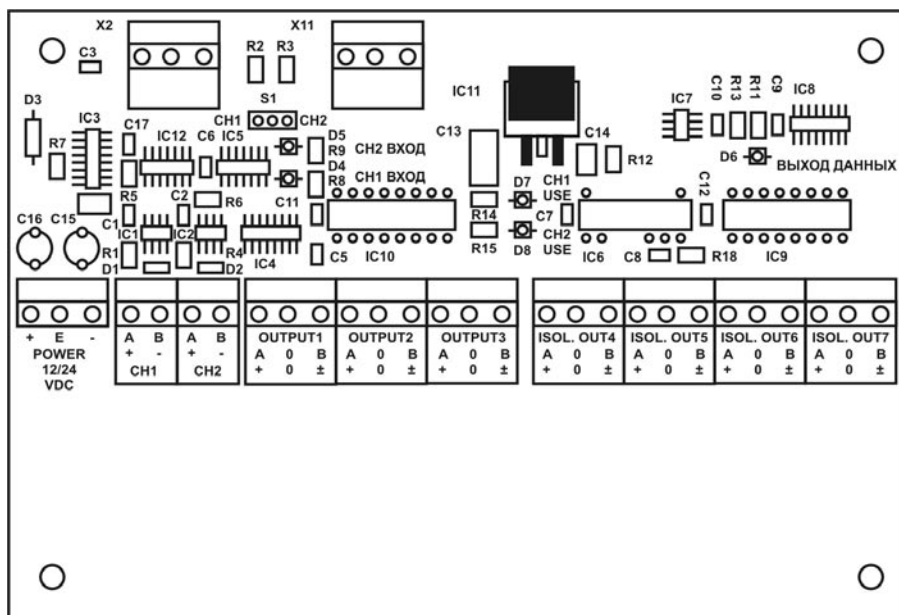 X2
X11
C3
R2
R3
S1
CH1
CH2
D3
IC3
R7
C17
IC12
C6
IC5
D5
R9
CH2 ВХОД
D4
R8
CH1 ВХОД
C13
IC11
C14
R12
IC7
C10
R13
R11
C9
IC8
D6
ВЫХОД ДАННЫХ
C16
C15
C1
R5
C2
R6
C11
IC1
IC2
R1
R4
D1
D2
IC4
C5
IC10
R14
R15
D7
D8
CH1
USE
C7
CH2
USE
IC6
C8
C12
R18
IC9
+ E -
POWER
12/24
VDC
A B
+ -
CH1
A B
+ -
CH2
OUTPUT1
A 0 B
+ 0 ±
OUTPUT2
A 0 B
+ 0 ±
OUTPUT3
A 0 B
+ 0 ±
ISOL. OUT4
A 0 B
+ 0 ±
ISOL. OUT5
A 0 B
+ 0 ±
ISOL. OUT6
A 0 B
+ 0 ±
ISOL. OUT7
A 0 B
+ 0 ±